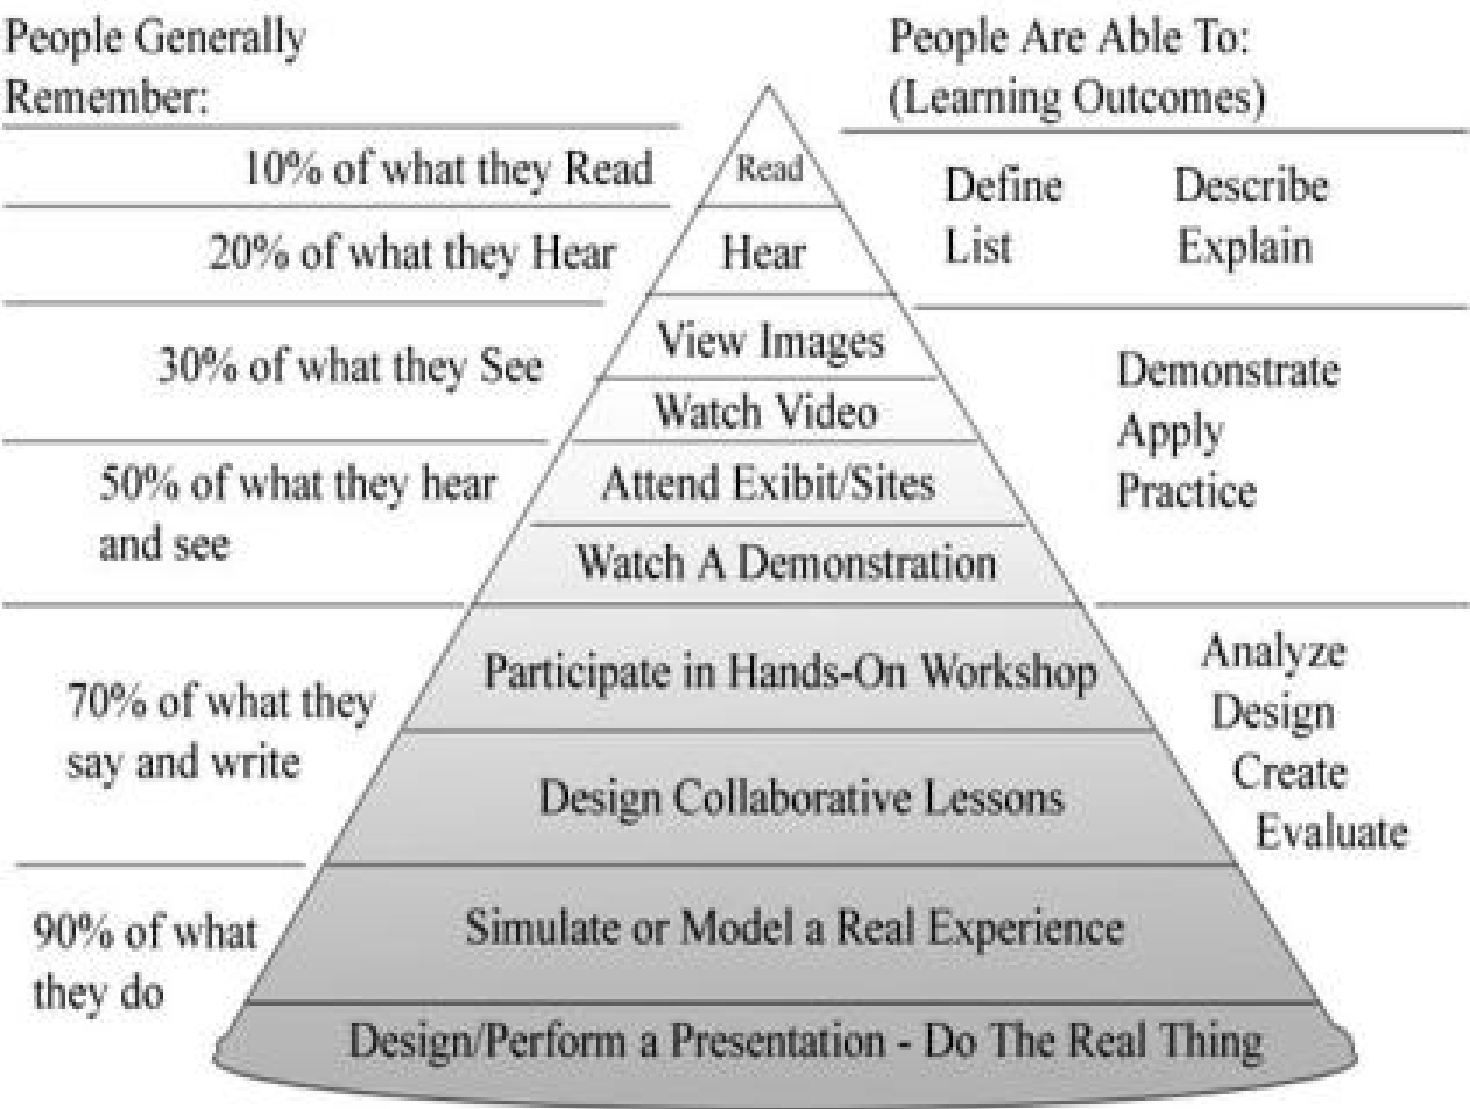 People Generally
Remember:
10% of what they Read
20% of what they Hear
30% of what they See
50% of what they hear
and see
70% of what they
say and write
90% of what
they do
Read
Hear
View Images
Watch Video
Attend Exibit/Sites
Watch A Demonstration
Participate in Hands-On Workshop
Design Collaborative Lessons
Simulate or Model a Real Experience
Design/Perform a Presentation - Do The Real Thing
People Are Able To:
(Learning Outcomes)
Define Describe
List Explain
Demonstrate
Apply
Practice
Analyze
Design
Create
Evaluate